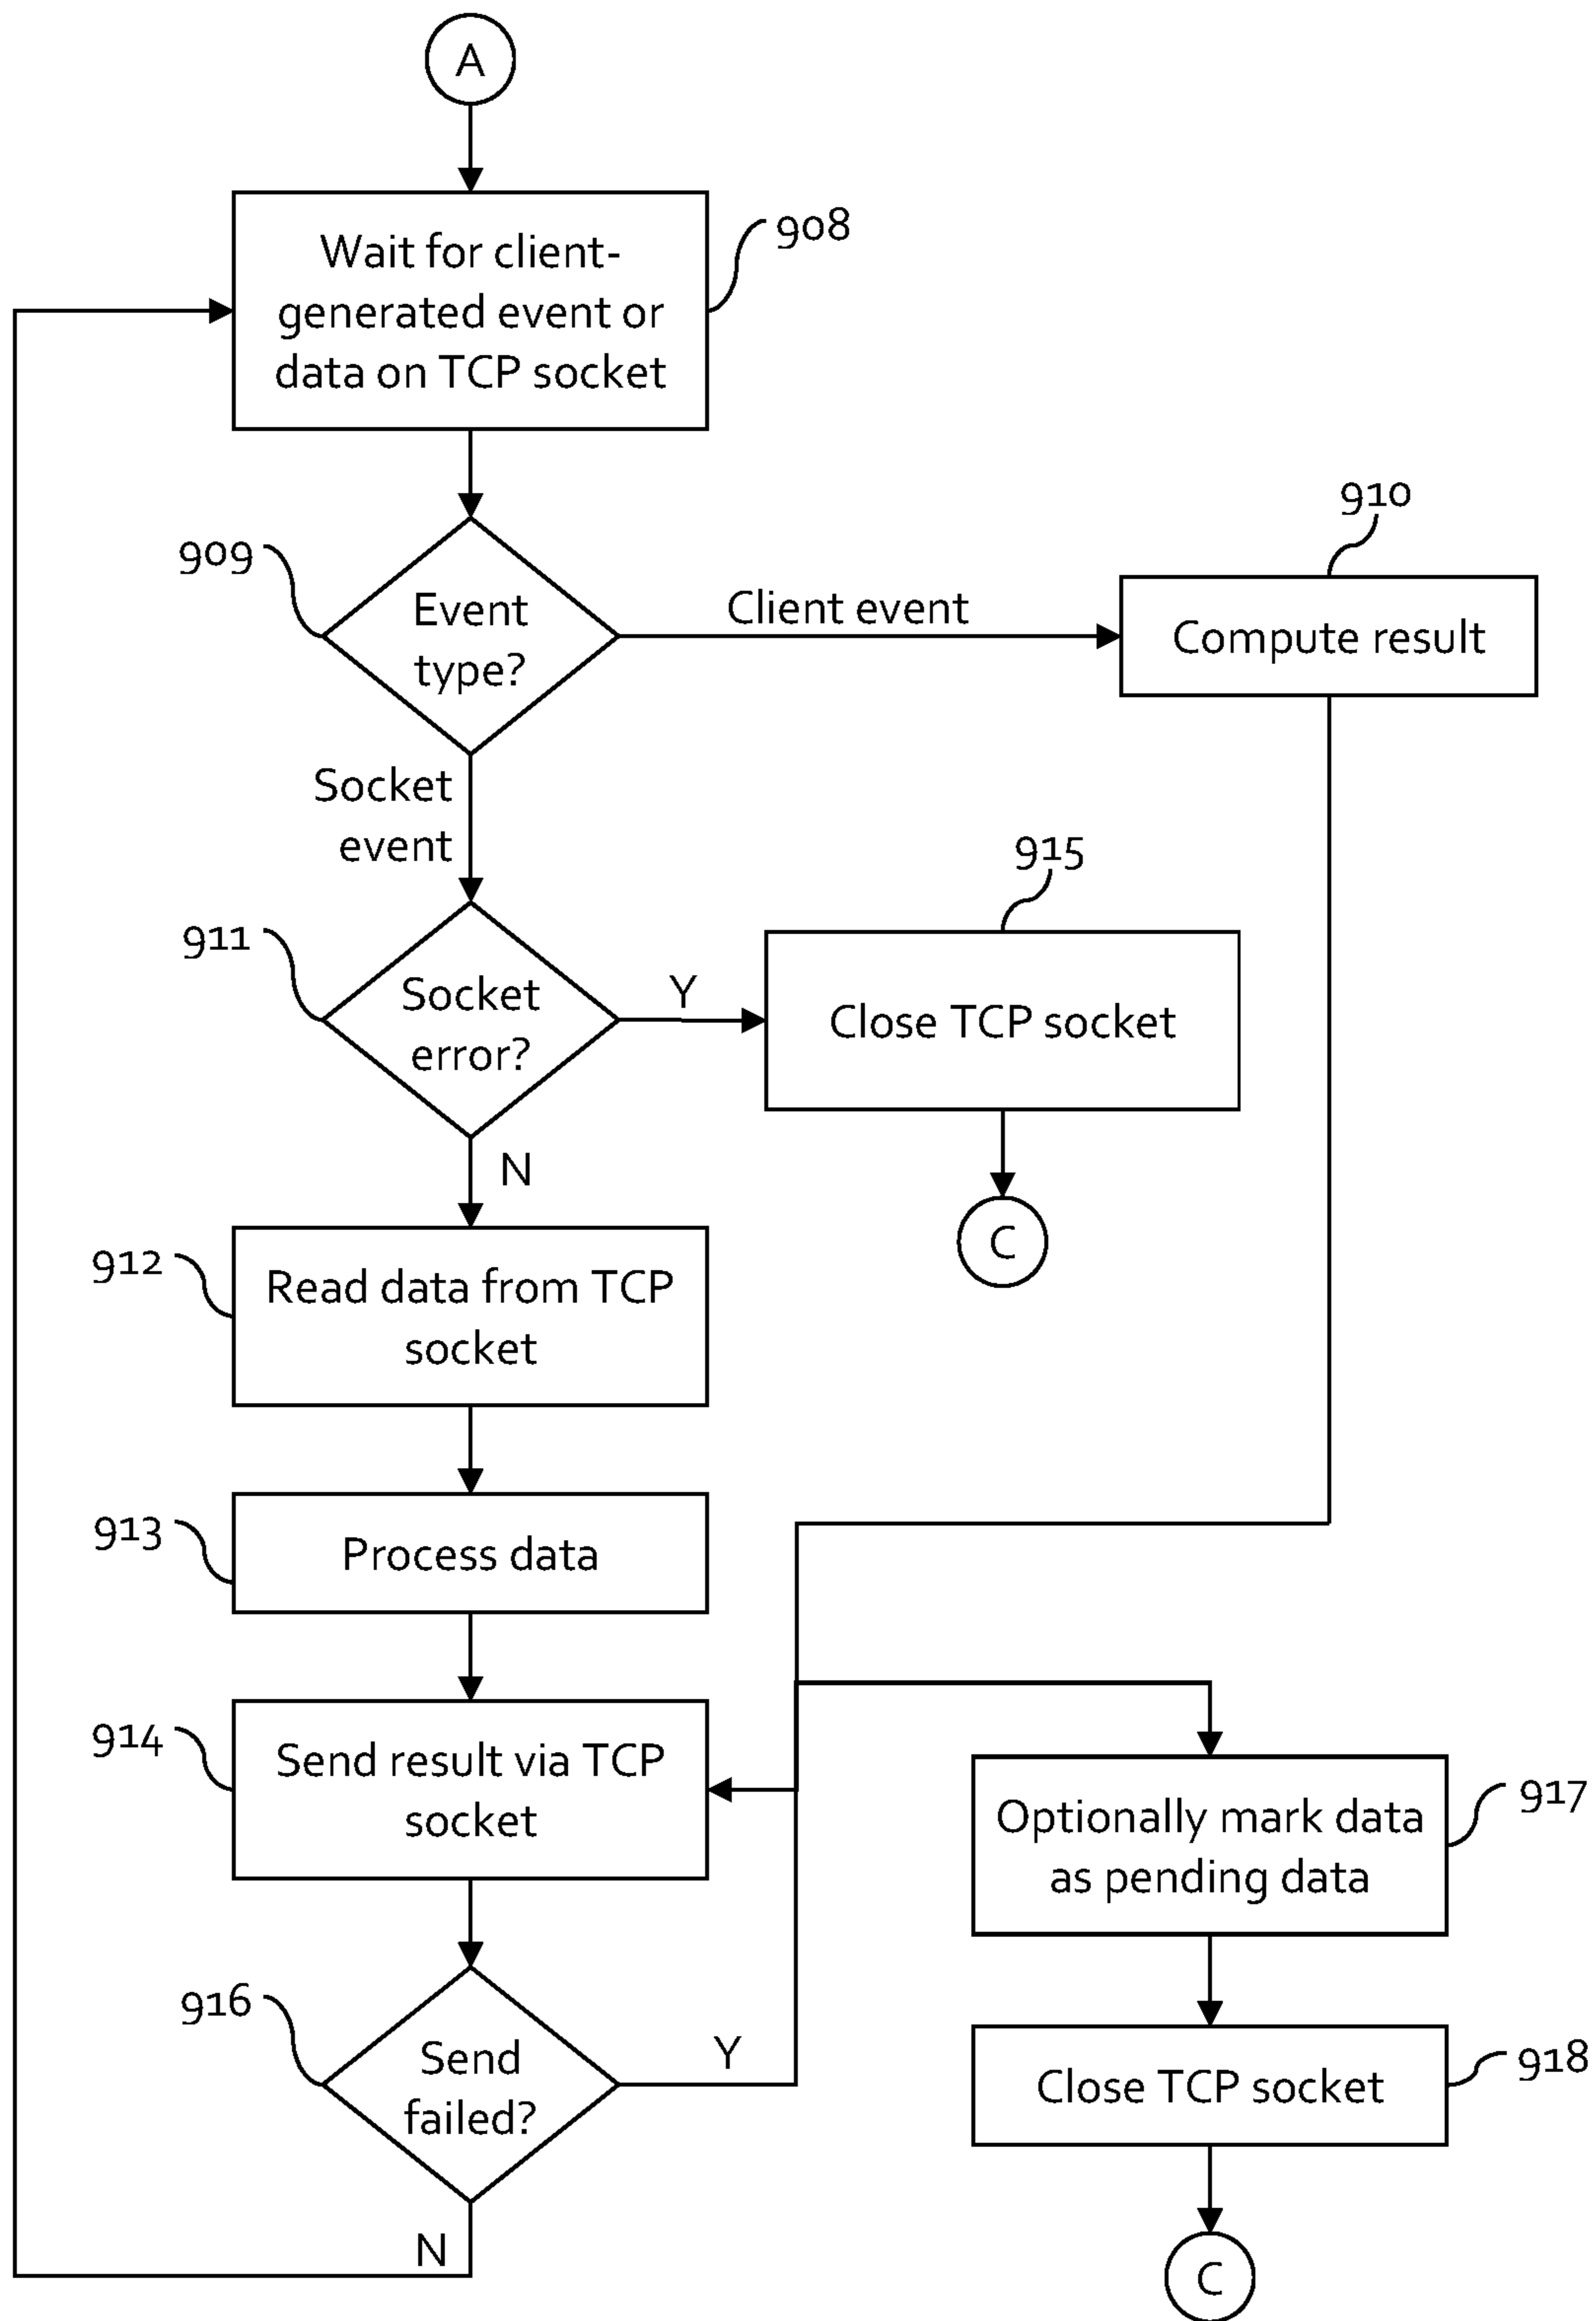 A
Wait for client-
generated event or
data on TCP socket
908
909
Event
type?
Client event
910
Compute result
Socket
event
911
Socket
error?
Y
915
Close TCP socket
N
C
912
Read data from TCP
socket
913
Process data
914
Send result via TCP
socket
917
Optionally mark data
as pending data
916
Send
failed?
Y
918
Close TCP socket
N
C